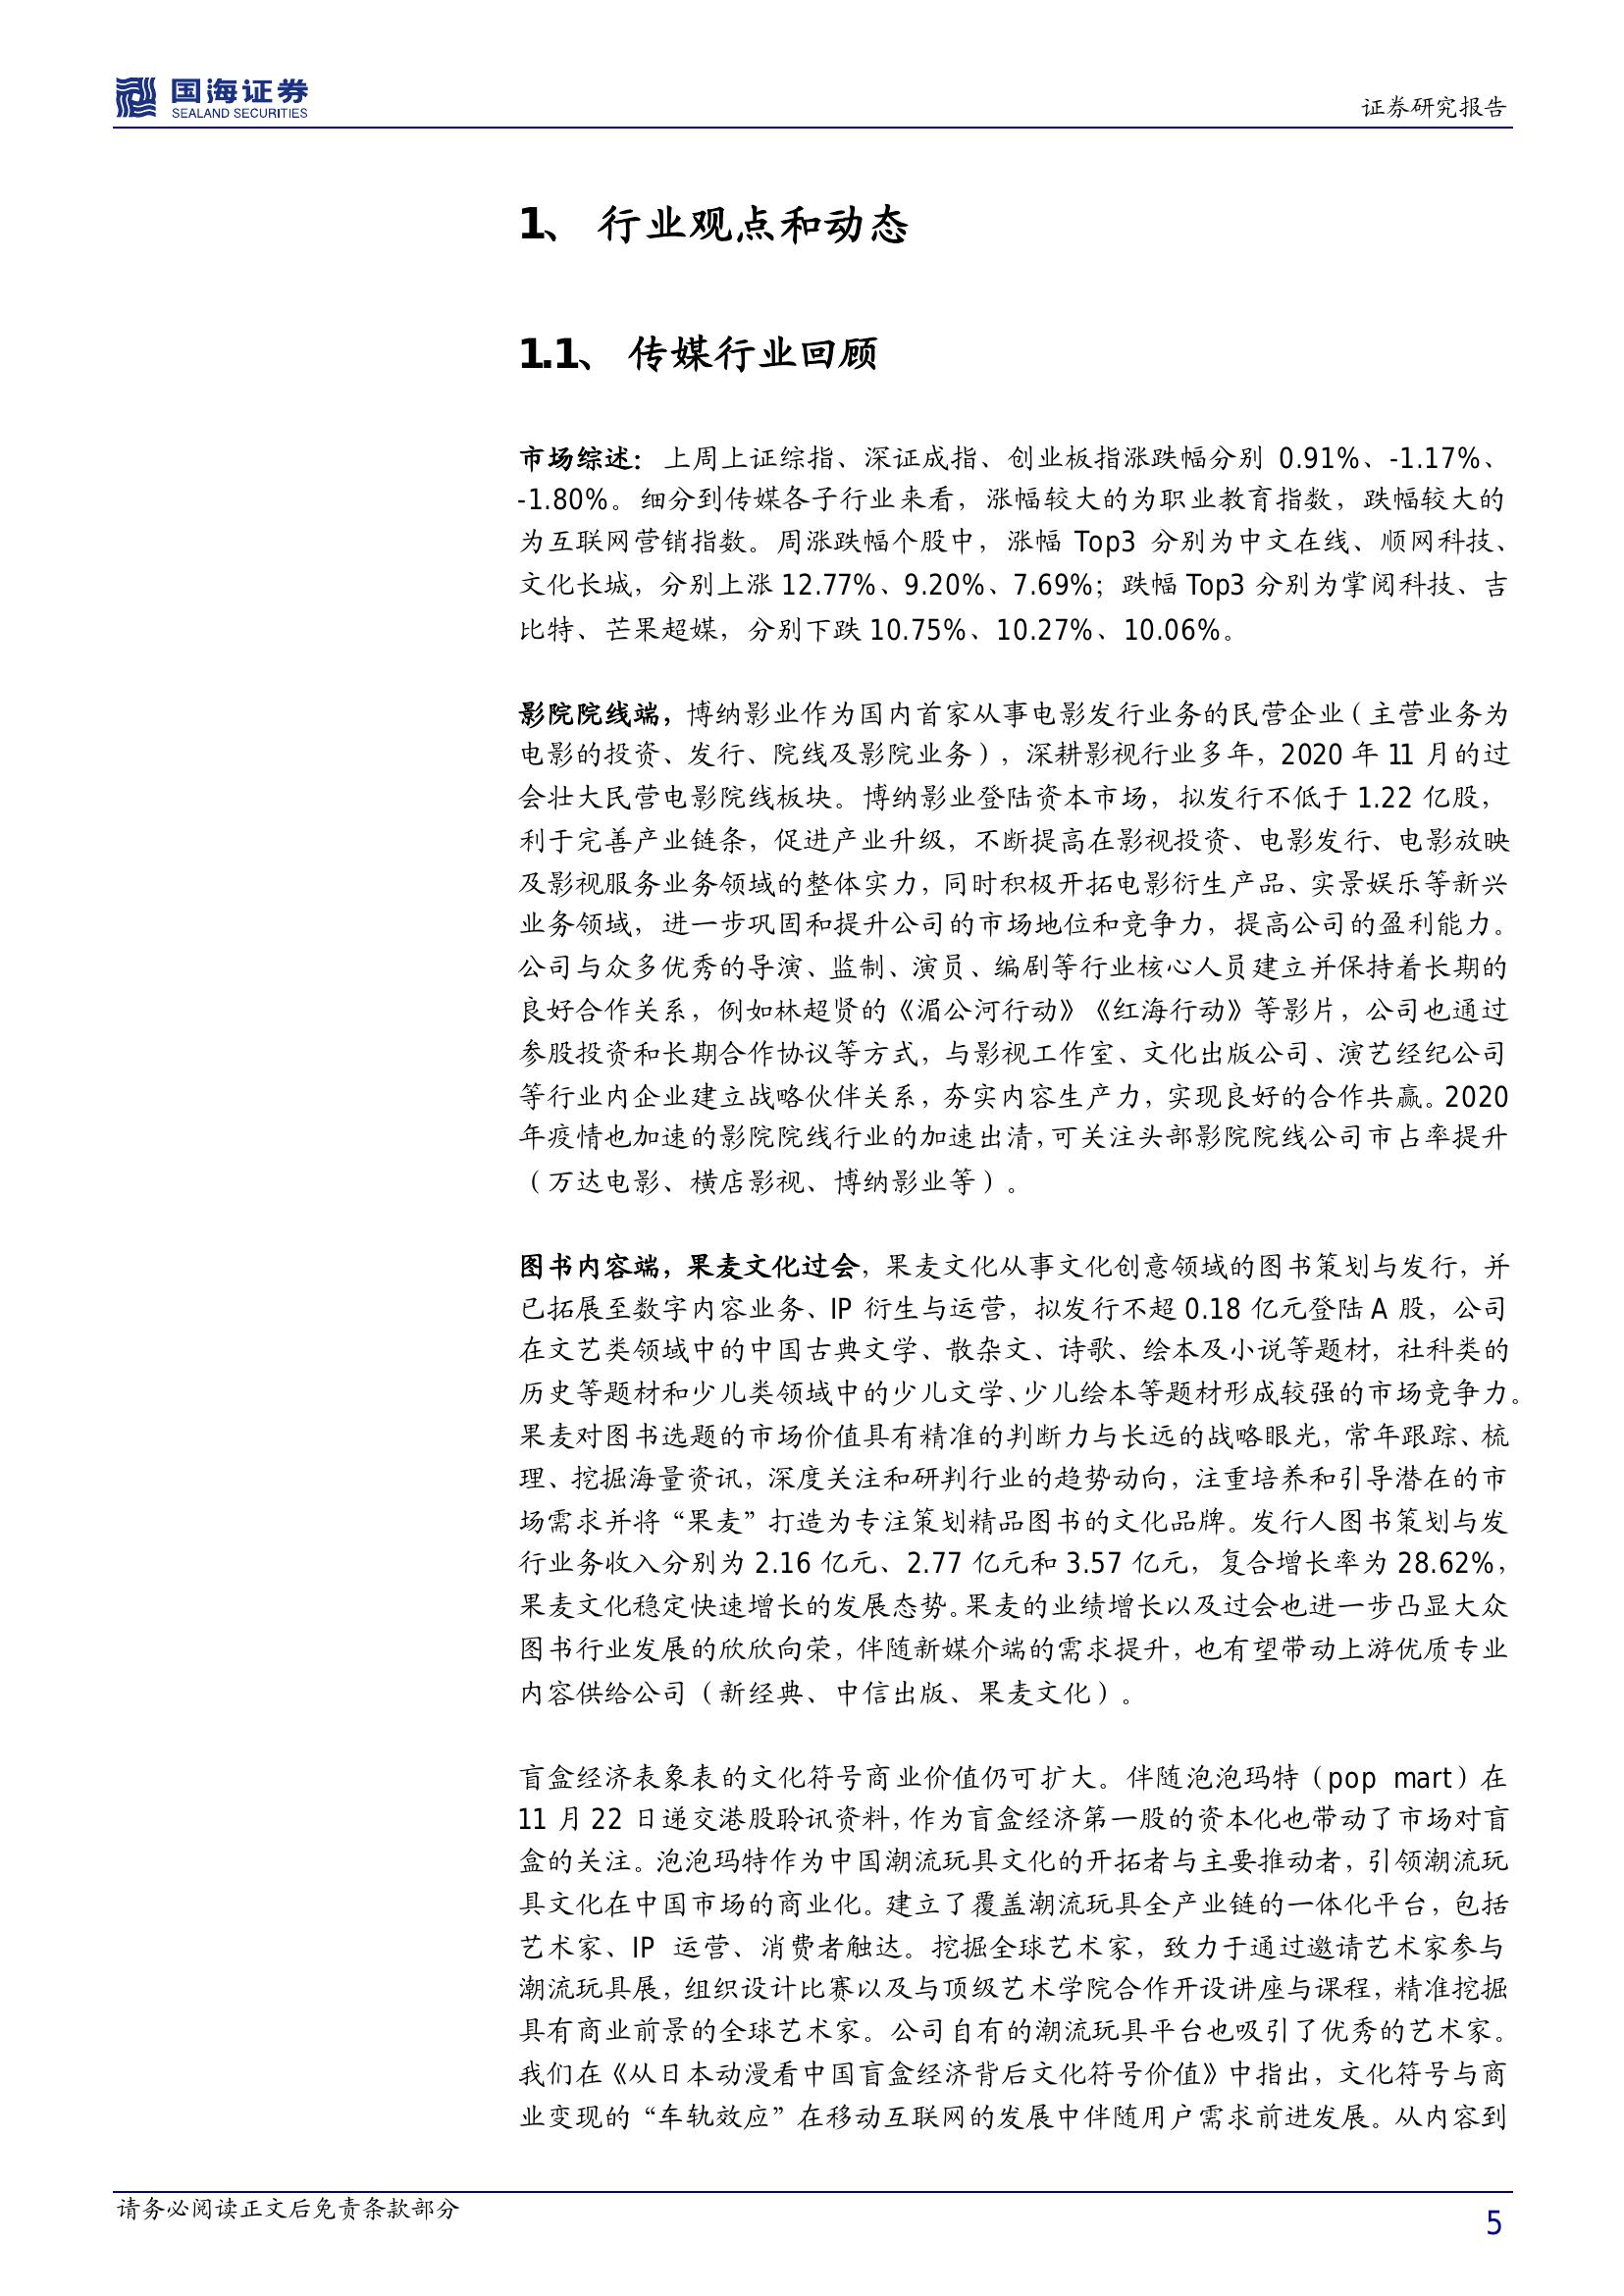 国海证券
SEALAND SECURITIES
证券研究报告
1、 行业观点和动态
1.1、 传媒行业回顾
市场综述： 上周上证综指、深证成指、创业板指涨跌幅分别 0.91%、-1.17%、
-1.80%。细分到传媒各子行业来看，涨幅较大的为职业教育指数，跌幅较大的
为互联网营销指数。周涨跌幅个股中，涨幅 Top3 分别为中文在线、顺网科技、
文化长城，分别上涨 12.77%、9.20%、7.69%；跌幅 Top3 分别为掌阅科技、吉
比特、芒果超媒，分别下跌 10.75%、10.27%、10.06%。
影院院线端，博纳影业作为国内首家从事电影发行业务的民营企业（主营业务为
电影的投资、发行、院线及影院业务），深耕影视行业多年，2020 年 11 月的过
会壮大民营电影院线板块。博纳影业登陆资本市场，拟发行不低于 1.22 亿股，
利于完善产业链条，促进产业升级，不断提高在影视投资、电影发行、电影放映
及影视服务业务领域的整体实力，同时积极开拓电影衍生产品、实景娱乐等新兴
业务领域，进一步巩固和提升公司的市场地位和竞争力，提高公司的盈利能力。
公司与众多优秀的导演、监制、演员、编剧等行业核心人员建立并保持着长期的
良好合作关系，例如林超贤的《湄公河行动》《红海行动》等影片，公司也通过
参股投资和长期合作协议等方式，与影视工作室、文化出版公司、演艺经纪公司
等行业内企业建立战略伙伴关系，夯实内容生产力，实现良好的合作共赢。2020
年疫情也加速的影院院线行业的加速出清，可关注头部影院院线公司市占率提升
（万达电影、横店影视、博纳影业等）。
图书内容端，果麦文化过会，果麦文化从事文化创意领域的图书策划与发行，并
已拓展至数字内容业务、IP 衍生与运营，拟发行不超 0.18 亿元登陆 A 股，公司
在文艺类领域中的中国古典文学、散杂文、诗歌、绘本及小说等题材，社科类的
历史等题材和少儿类领域中的少儿文学、少儿绘本等题材形成较强的市场竞争力。
果麦对图书选题的市场价值具有精准的判断力与长远的战略眼光，常年跟踪、梳
理、挖掘海量资讯，深度关注和研判行业的趋势动向，注重培养和引导潜在的市
场需求并将“果麦”打造为专注策划精品图书的文化品牌。发行人图书策划与发
行业务收入分别为 2.16 亿元、2.77 亿元和 3.57 亿元，复合增长率为 28.62%，
果麦文化稳定快速增长的发展态势。果麦的业绩增长以及过会也进一步凸显大众
图书行业发展的欣欣向荣，伴随新媒介端的需求提升，也有望带动上游优质专业
内容供给公司（新经典、中信出版、果麦文化）。
盲盒经济表象表的文化符号商业价值仍可扩大。伴随泡泡玛特（pop mart）在
11 月 22 日递交港股聆讯资料，作为盲盒经济第一股的资本化也带动了市场对盲
盒的关注。泡泡玛特作为中国潮流玩具文化的开拓者与主要推动者，引领潮流玩
具文化在中国市场的商业化。建立了覆盖潮流玩具全产业链的一体化平台，包括
艺术家、IP 运营、消费者触达。挖掘全球艺术家，致力于通过邀请艺术家参与
潮流玩具展，组织设计比赛以及与顶级艺术学院合作开设讲座与课程，精准挖掘
具有商业前景的全球艺术家。公司自有的潮流玩具平台也吸引了优秀的艺术家。
我们在《从日本动漫看中国盲盒经济背后文化符号价值》中指出，文化符号与商
业变现的“车轨效应”在移动互联网的发展中伴随用户需求前进发展。从内容到
请务必阅读正文后免责条款部分
5